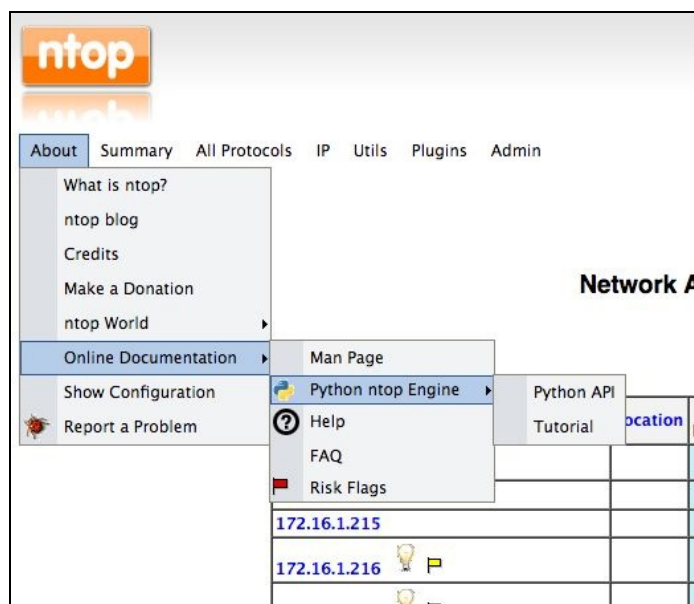 ntop
About Summary All Protocols IP Utils Plugins Admin
What is ntop?
ntop blog
Credits
Make a Donation
ntop World
Online Documentation
Show Configuration
Report a Problem
Man Page
Python ntop Engine
Help
FAQ
Risk Flags
Python API
Tutorial
Network
ocation
172.16.1.215
172.16.1.216